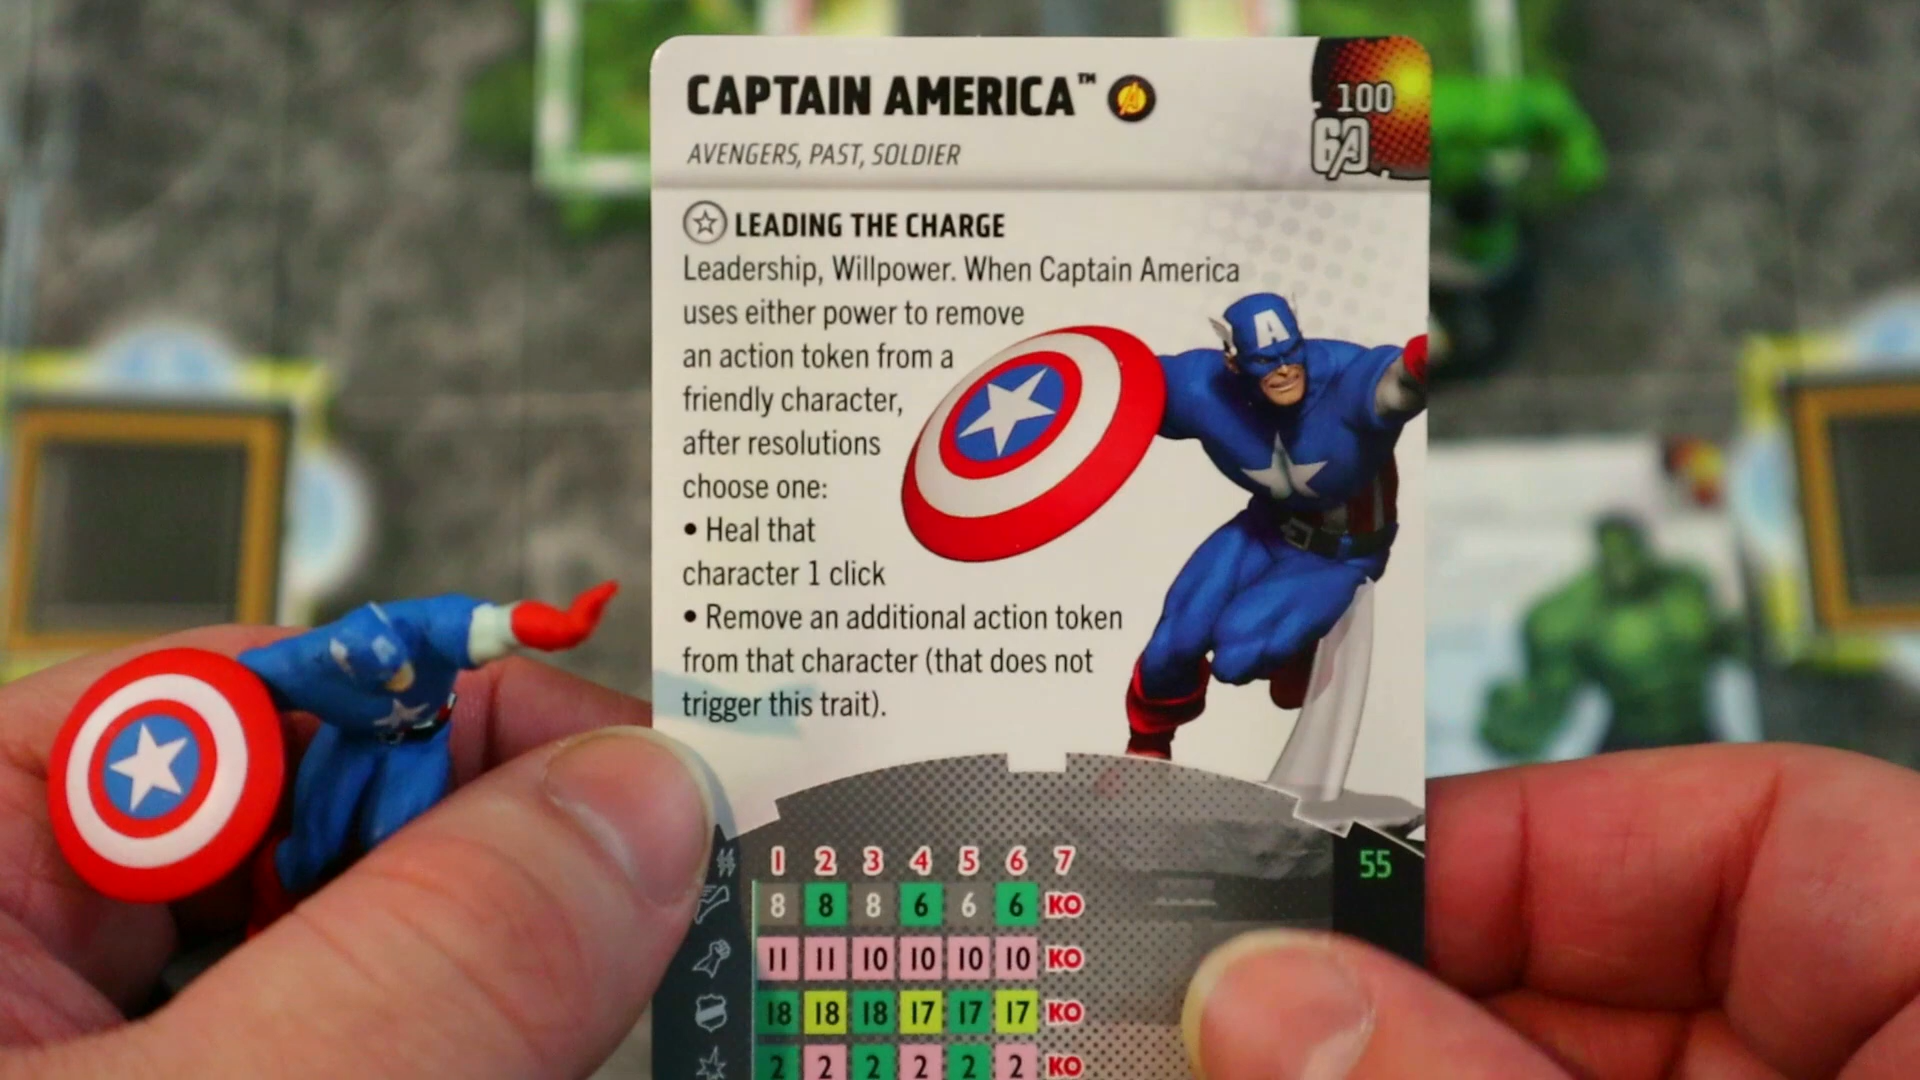 CAPTAIN AMERICA™
100
AVENGERS, PAST, SOLDIER
LEADING THE CHARGE
Leadership, Willpower. When Captain America
uses either power to remove
an action token from a
friendly character,
after resolutions
choose one:
• Heal that
character 1 click
• Remove an additional action token
from that character (that does not
trigger this trait).
A
1 2 3 4 5 6 7
55
8 8 8 6 6 6 KO
11 11 10 10 10 10 KO
18 18 18 17 17 17 KO
2 2 2 2 2 2 KO